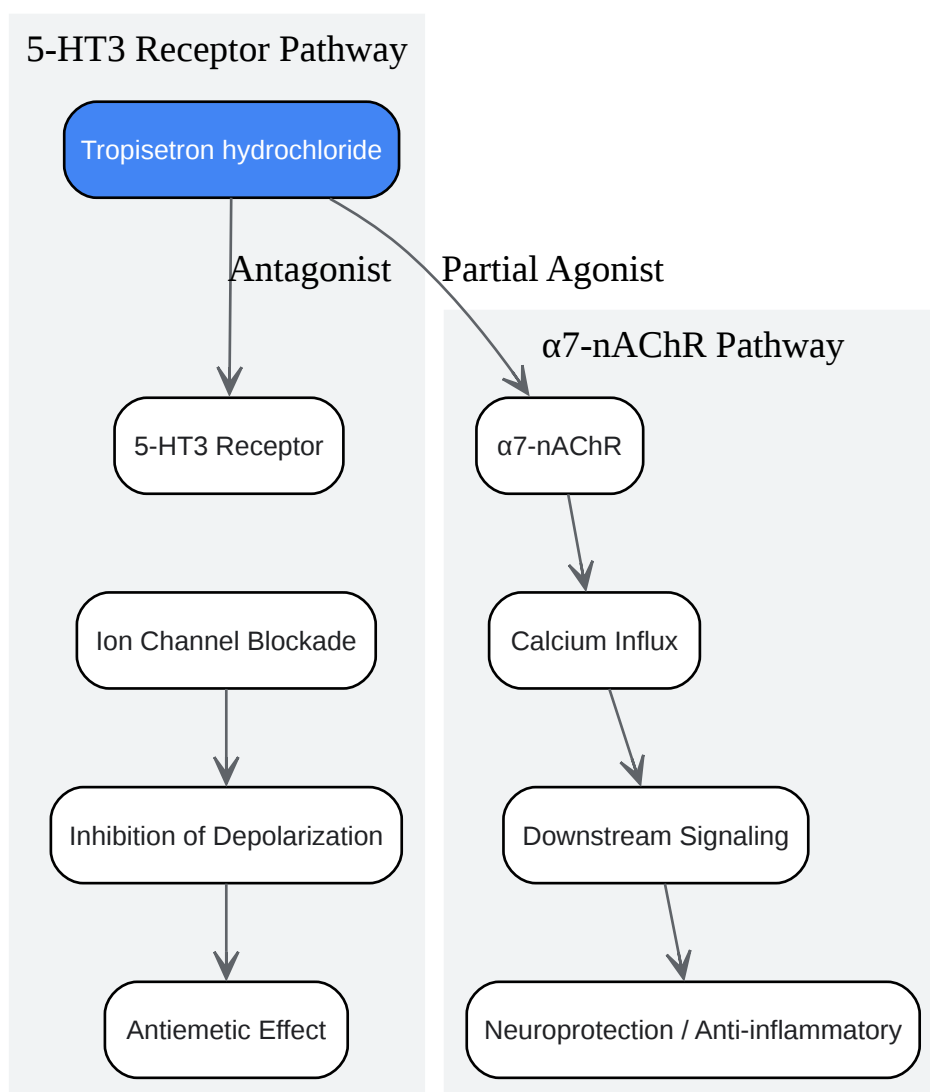 5-HT3 Receptor Pathway
Tropisetron hydrochloride
Antagonist
Partial Agonist
α7-nAChR Pathway
5-HT3 Receptor
α7-nAChR
Ion Channel Blockade
Calcium Influx
Inhibition of Depolarization
Downstream Signaling
Antiemetic Effect
Neuroprotection / Anti-inflammatory